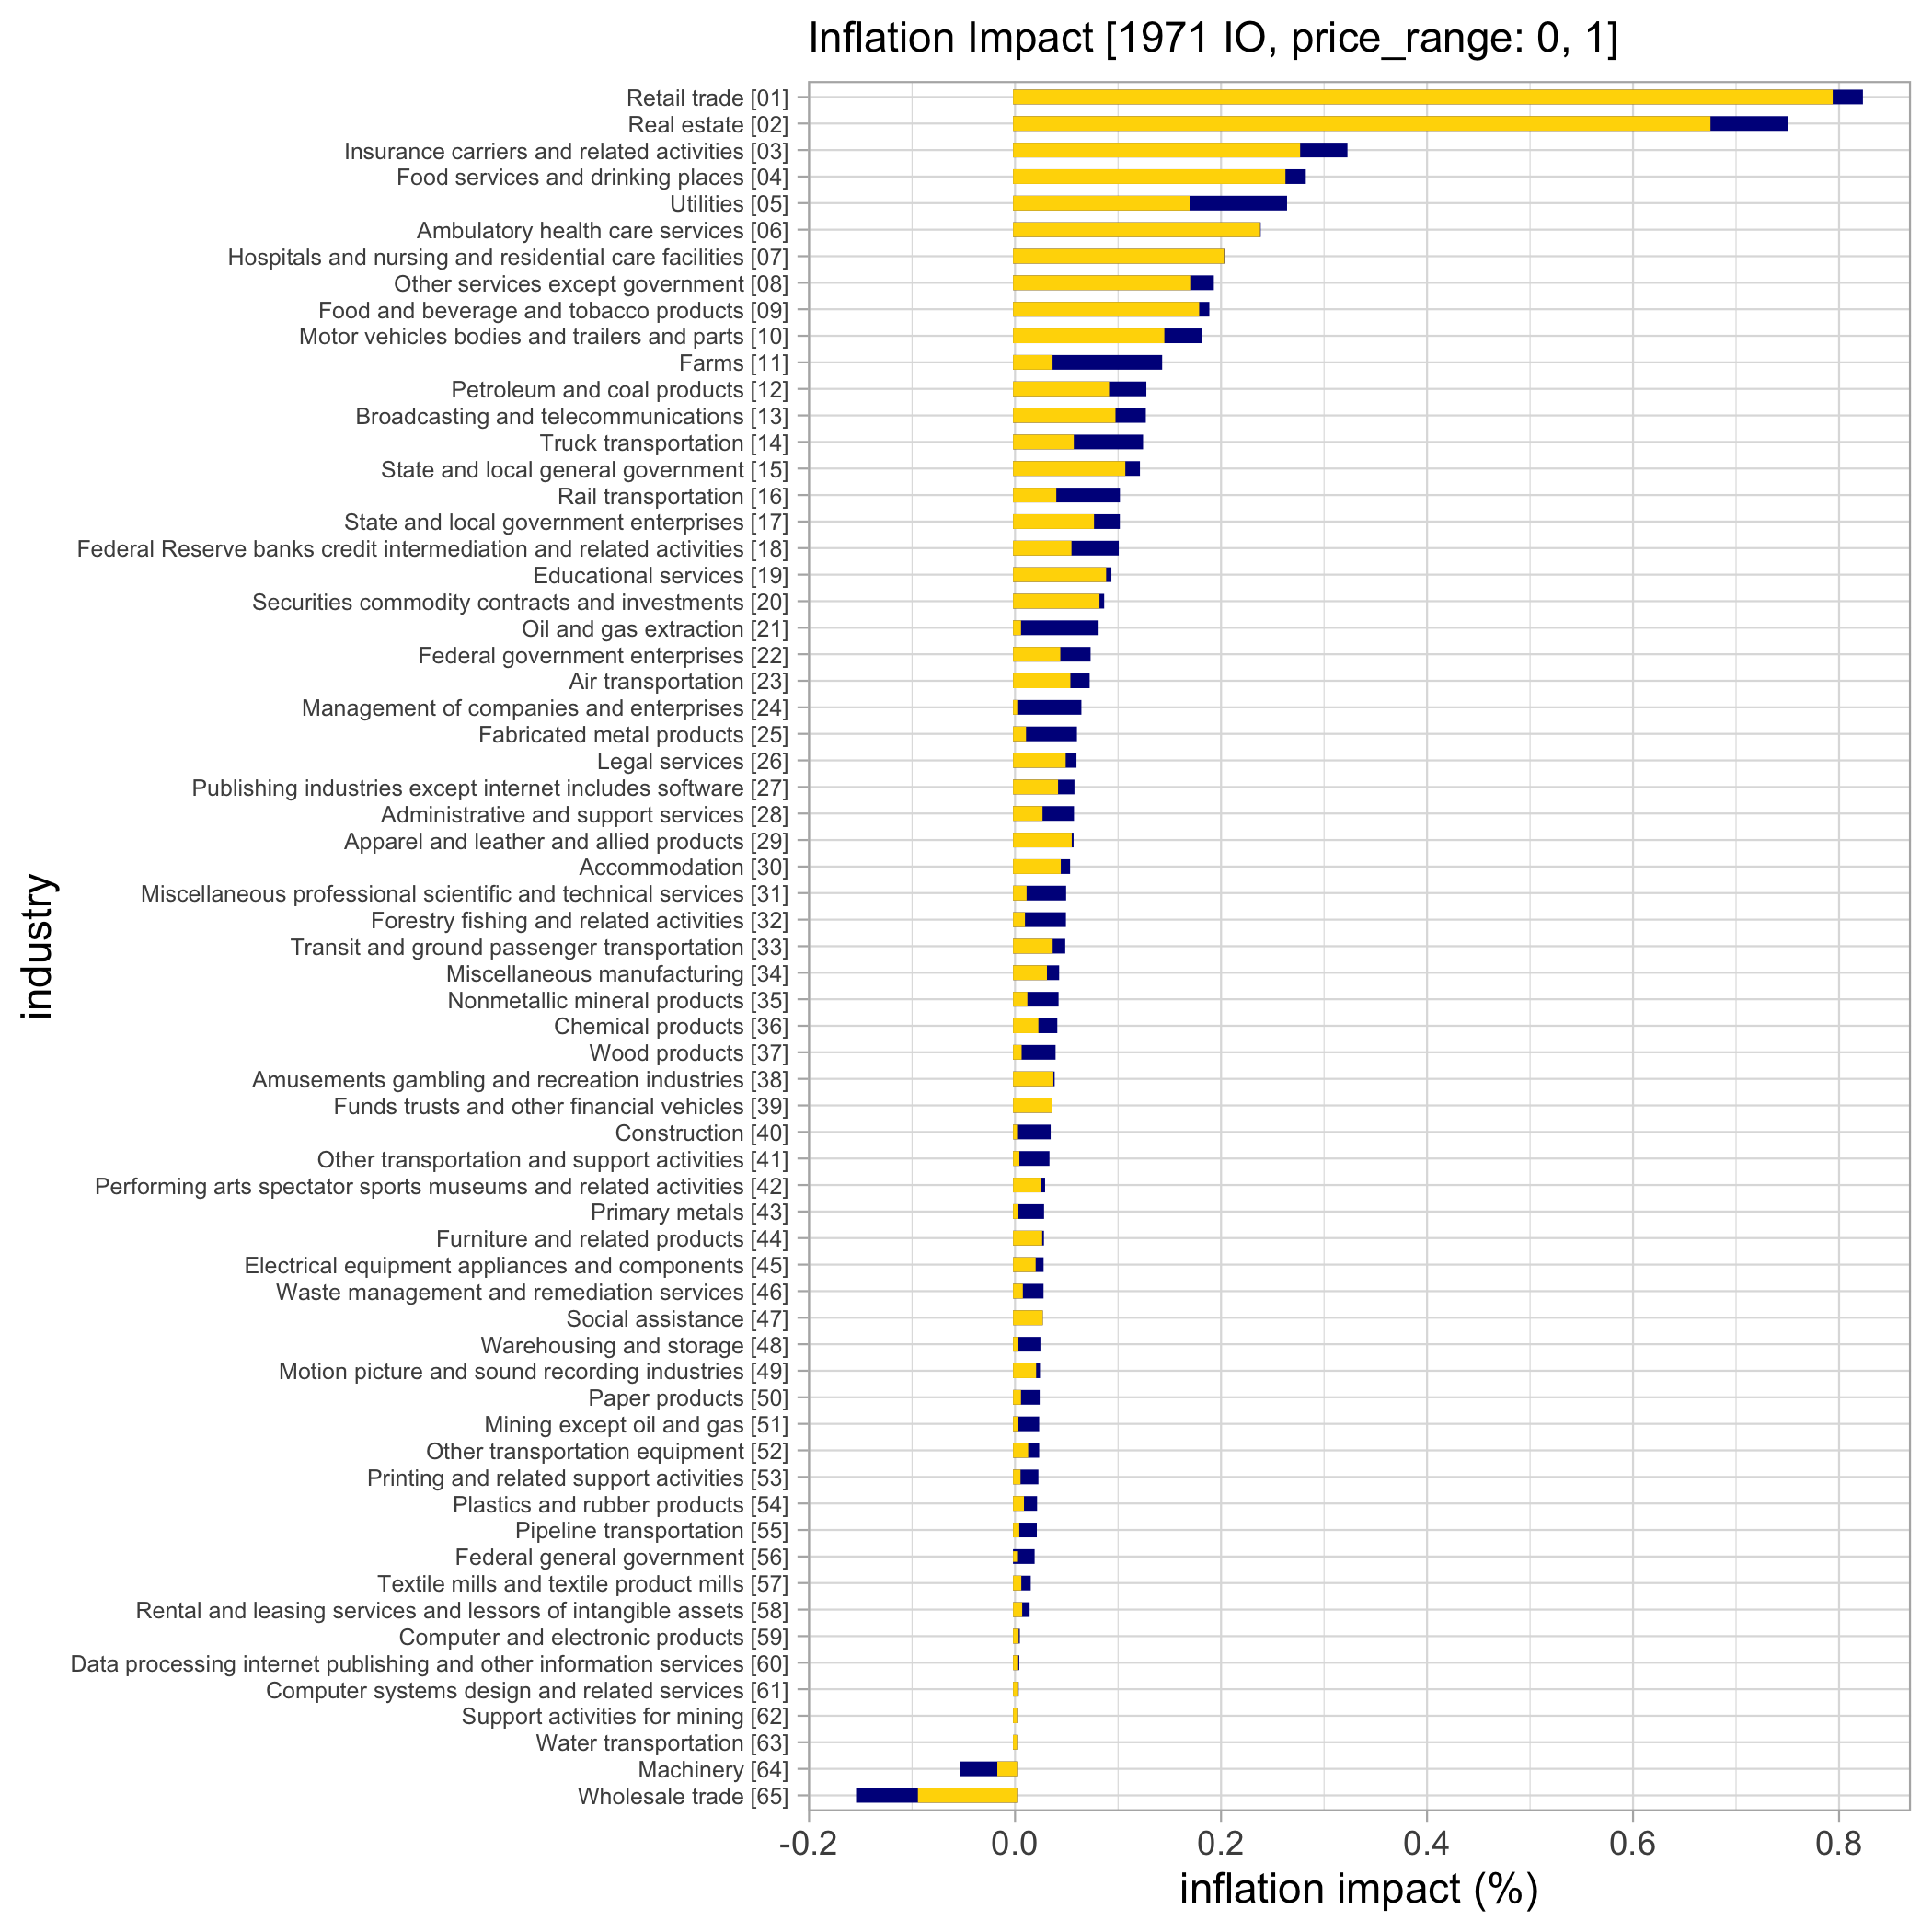 Inflation Impact [1971 IO, price_range: 0, 1]
Retail trade [01]
Real estate [02]
Insurance carriers and related activities [03]
Food services and drinking places [04]
Utilities [05]
Ambulatory health care services [06]
Hospitals and nursing and residential care facilities [07]
Other services except government [08]
Food and beverage and tobacco products [09]
Motor vehicles bodies and trailers and parts [10]
Farms [11]
Petroleum and coal products [12]
Broadcasting and telecommunications [13]
Truck transportation [14]
State and local general government [15]
Rail transportation [16]
State and local government enterprises [17]
Federal Reserve banks credit intermediation and related activities [18]
Educational services [19]
Securities commodity contracts and investments [20]
Oil and gas extraction [21]
Federal government enterprises [22]
Air transportation [23]
Management of companies and enterprises [24]
Fabricated metal products [25]
Legal services [26]
Publishing industries except internet includes software [27]
Administrative and support services [28]
Apparel and leather and allied products [29]
Accommodation [30]
Miscellaneous professional scientific and technical services [31]
Forestry fishing and related activities [32]
Transit and ground passenger transportation [33]
Miscellaneous manufacturing [34]
Nonmetallic mineral products [35]
Chemical products [36]
Wood products [37]
Amusements gambling and recreation industries [38]
Funds trusts and other financial vehicles [39]
Construction [40]
Other transportation and support activities [41]
Performing arts spectator sports museums and related activities [42]
Primary metals [43]
Furniture and related products [44]
Electrical equipment appliances and components [45]
Waste management and remediation services [46]
Social assistance [47]
Warehousing and storage [48]
Motion picture and sound recording industries [49]
Paper products [50]
Mining except oil and gas [51]
Other transportation equipment [52]
Printing and related support activities [53]
Plastics and rubber products [54]
Pipeline transportation [55]
Federal general government [56]
Textile mills and textile product mills [57]
Rental and leasing services and lessors of intangible assets [58]
Computer and electronic products [59]
Data processing internet publishing and other information services [60]
Computer systems design and related services [61]
Support activities for mining [62]
Water transportation [63]
Machinery [64]
Wholesale trade [65]
industry
-0.2 0.0 0.2 0.4 0.6 0.8
inflation impact (%)